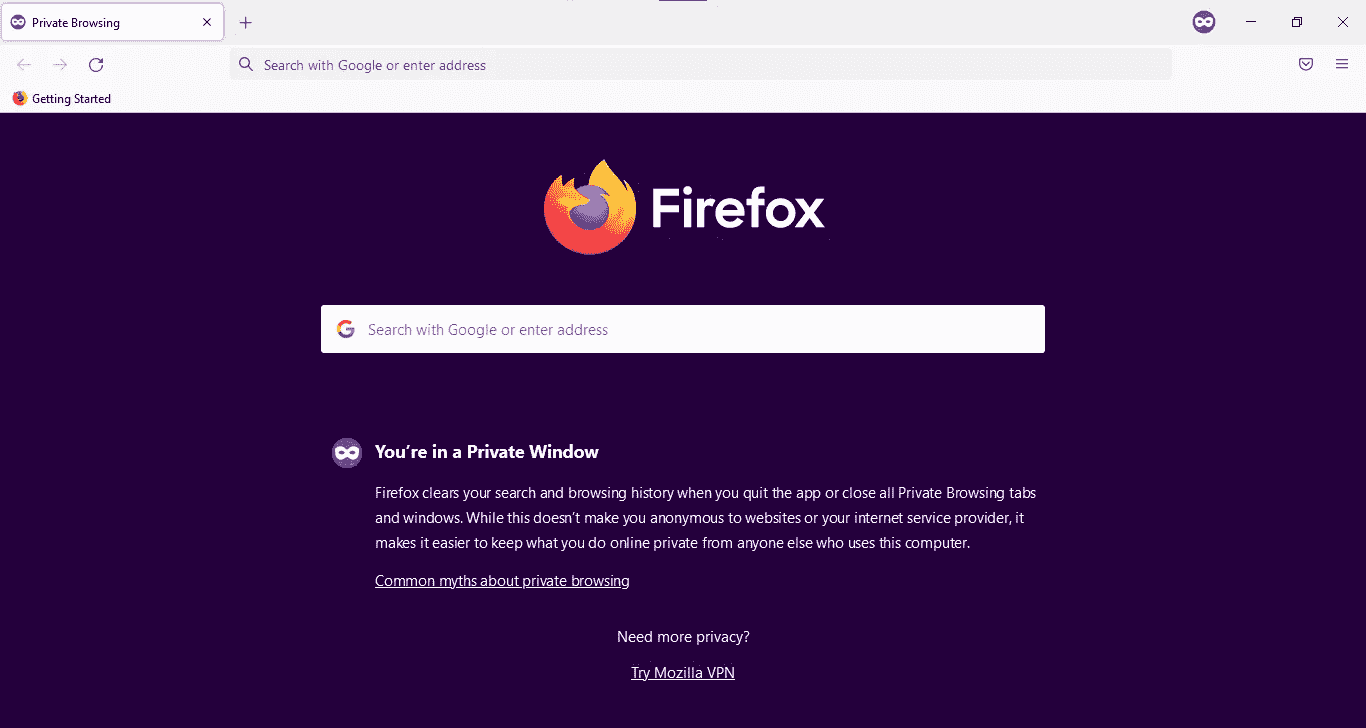 Private Browsing
Search with Google or enter address
Getting Started
Firefox
Search with Google or enter address
You’re in a Private Window
Firefox clears your search and browsing history when you quit the app or close all Private Browsing tabs
and windows. While this doesn’t make you anonymous to websites or your internet service provider, it
makes it easier to keep what you do online private from anyone else who uses this computer.
Common myths about private browsing
Need more privacy?
Try Mozilla VPN